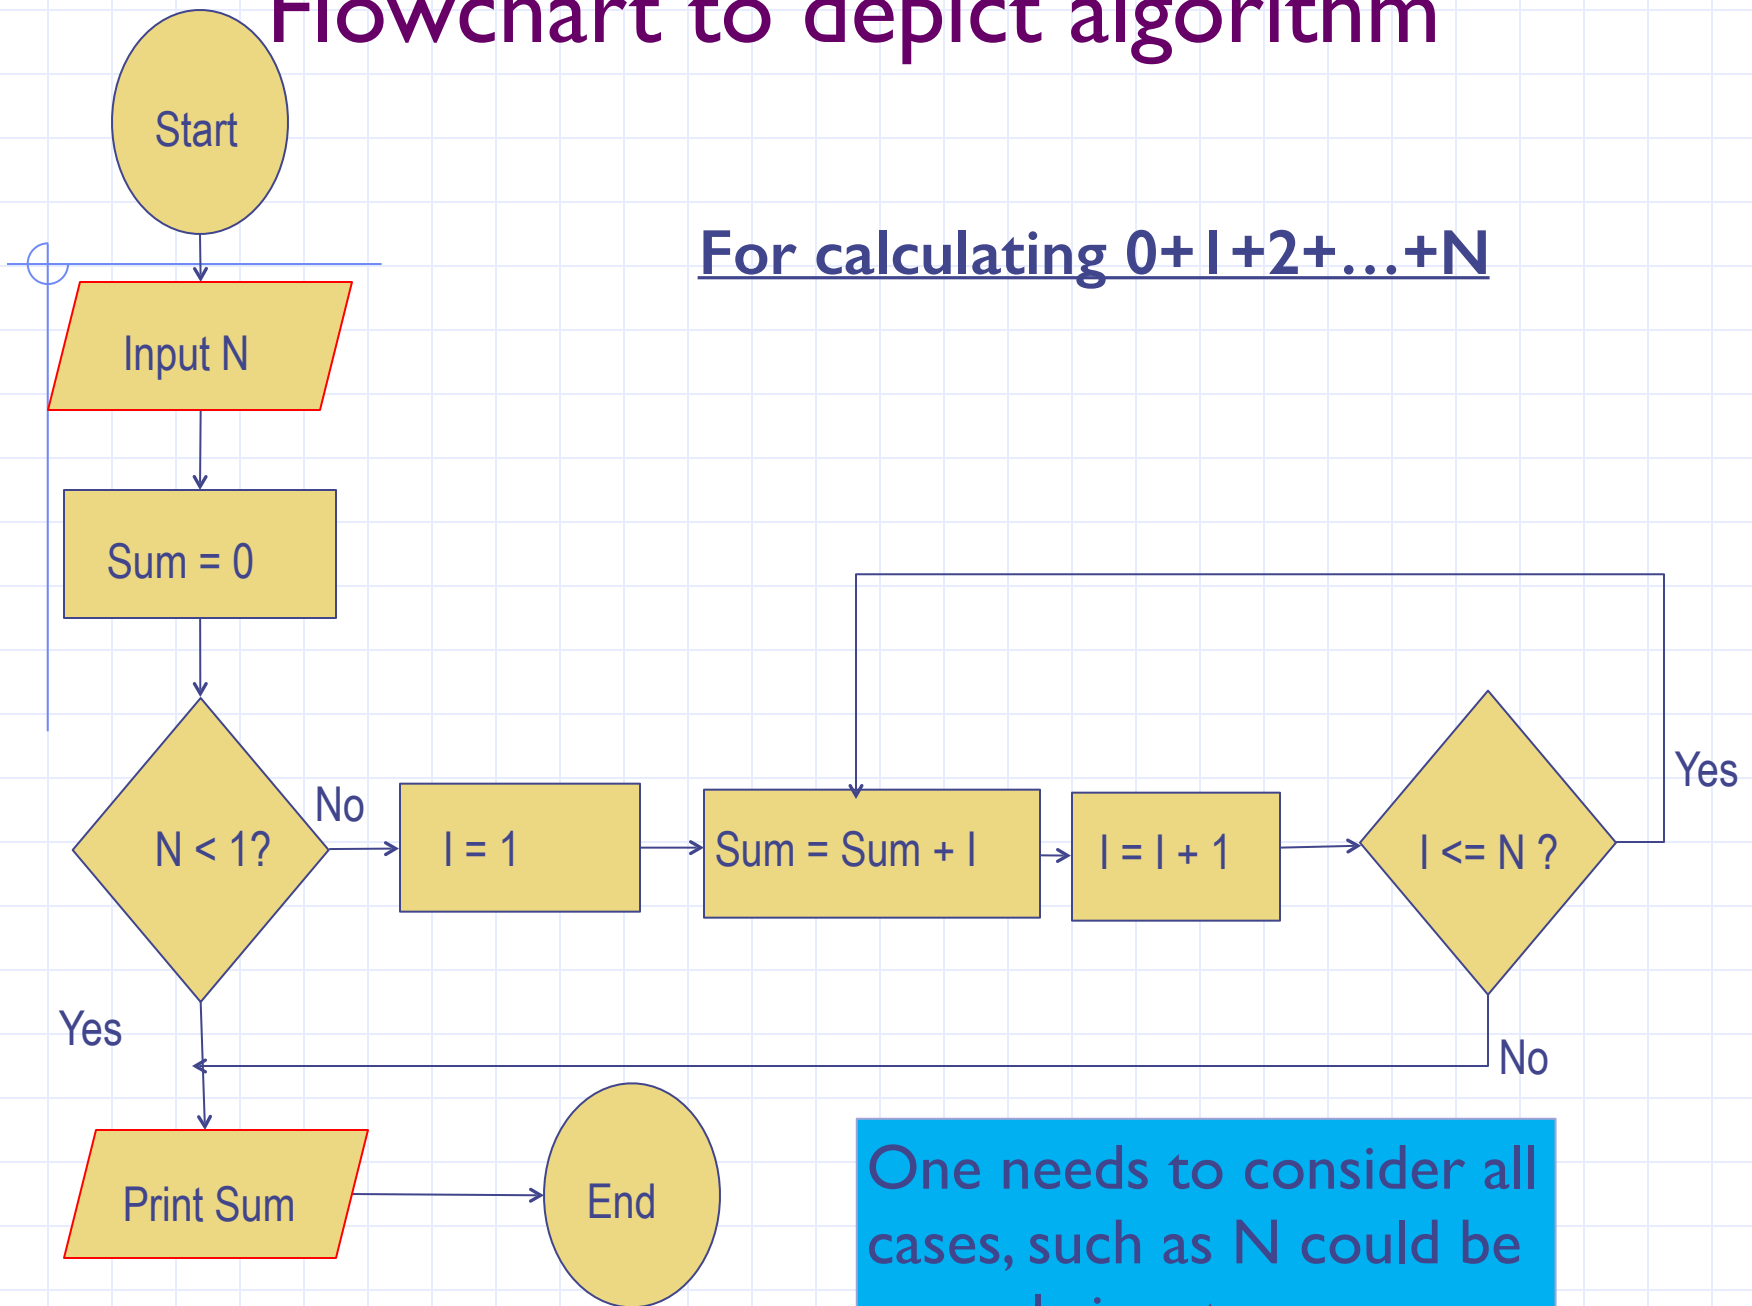 Flowchart to depict algorithm
Start
For calculating 0+1+2+…+N
Input N
Sum = 0
N < 1?
No
I = 1
Sum = Sum + I
I = I + 1
I <= N ?
Yes
Yes
No
Print Sum
End
One needs to consider all
cases, such as N could be